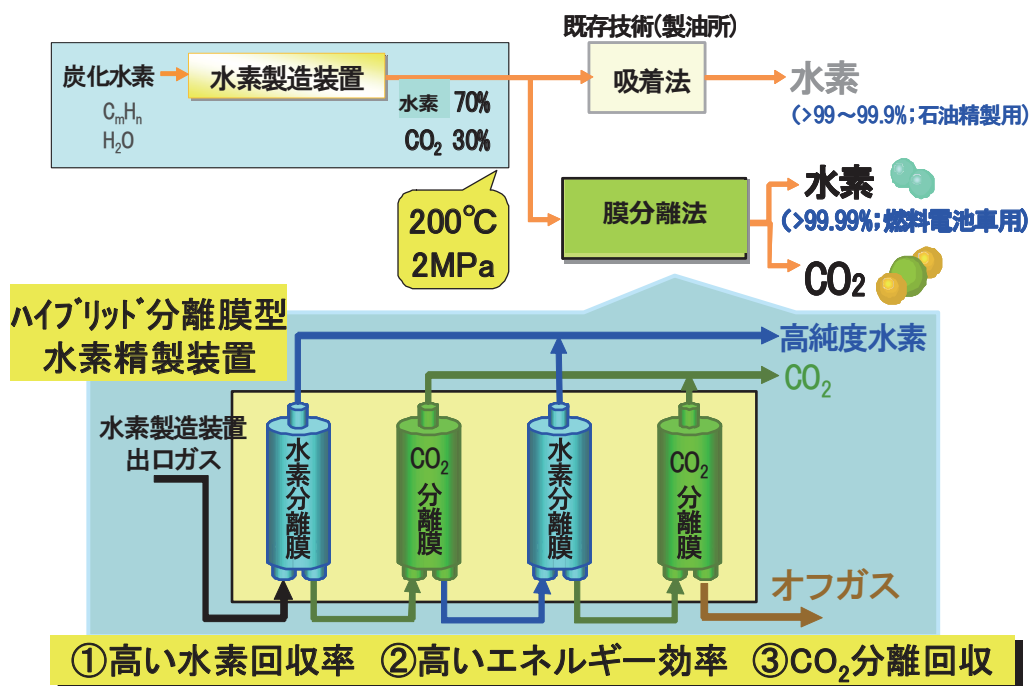 既存技術(製油所)
炭化水素
CmHn
H2O
水素製造装置
水素 70%
CO2 30%
吸着法
水素
(>99～99.9%;石油精製用)
200℃
2MPa
膜分離法
水素
(>99.99%;燃料電池車用)
CO2
ハイブリッド分離膜型
水素精製装置
高純度水素
CO2
水素製造装置
出口ガス
水素分離膜
CO2分離膜
水素分離膜
CO2分離膜
オフガス
①高い水素回収率 ②高いエネルギー効率 ③CO2分離回収